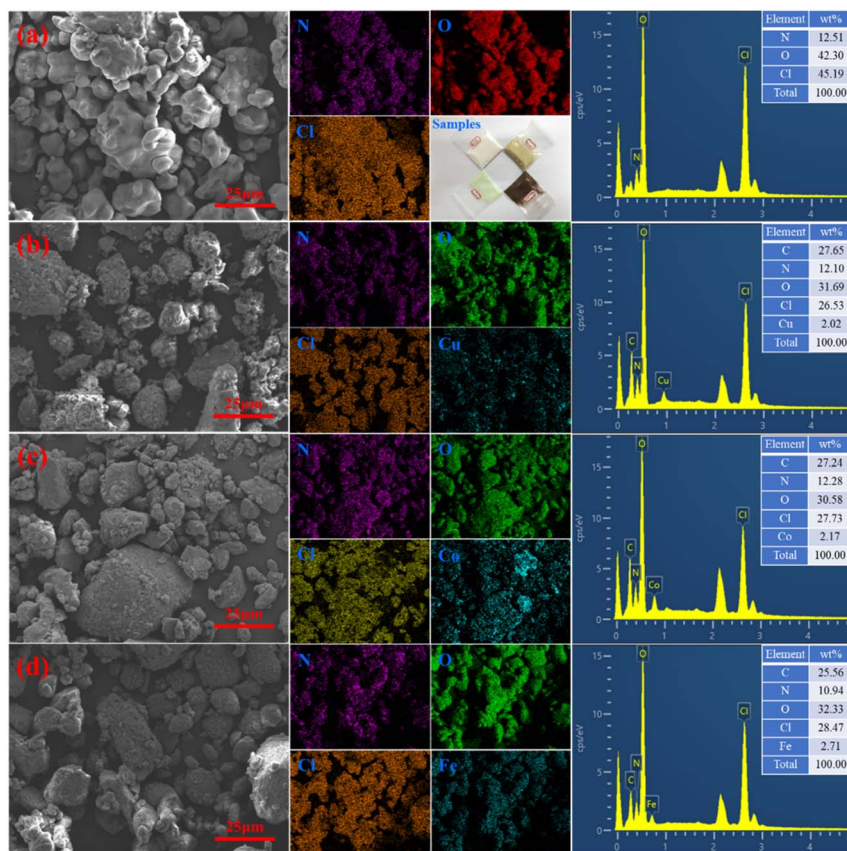 (a)
25μm
N
O
Cl
Samples
cps/eV
15
10
5
0
O
N
Cl
0 1 2 3 4
Element wt%
N 12.51
O 42.30
Cl 45.19
Total 100.00
(b)
25μm
N
O
Cl
Cu
cps/eV
15
10
5
0
O
C
N
Cu
Cl
0 1 2 3 4
Element wt%
C 27.65
N 12.10
O 31.69
Cl 26.53
Cu 2.02
Total 100.00
(c)
25μm
N
O
Cl
Co
cps/eV
15
10
5
0
O
C
N
Co
Cl
0 1 2 3 4
Element wt%
C 27.24
N 12.28
O 30.58
Cl 27.73
Co 2.17
Total 100.00
(d)
25μm
N
O
Cl
Fe
cps/eV
15
10
5
0
O
C
N
Fe
Cl
0 1 2 3 4
Element wt%
C 25.56
N 10.94
O 32.33
Cl 28.47
Fe 2.71
Total 100.00